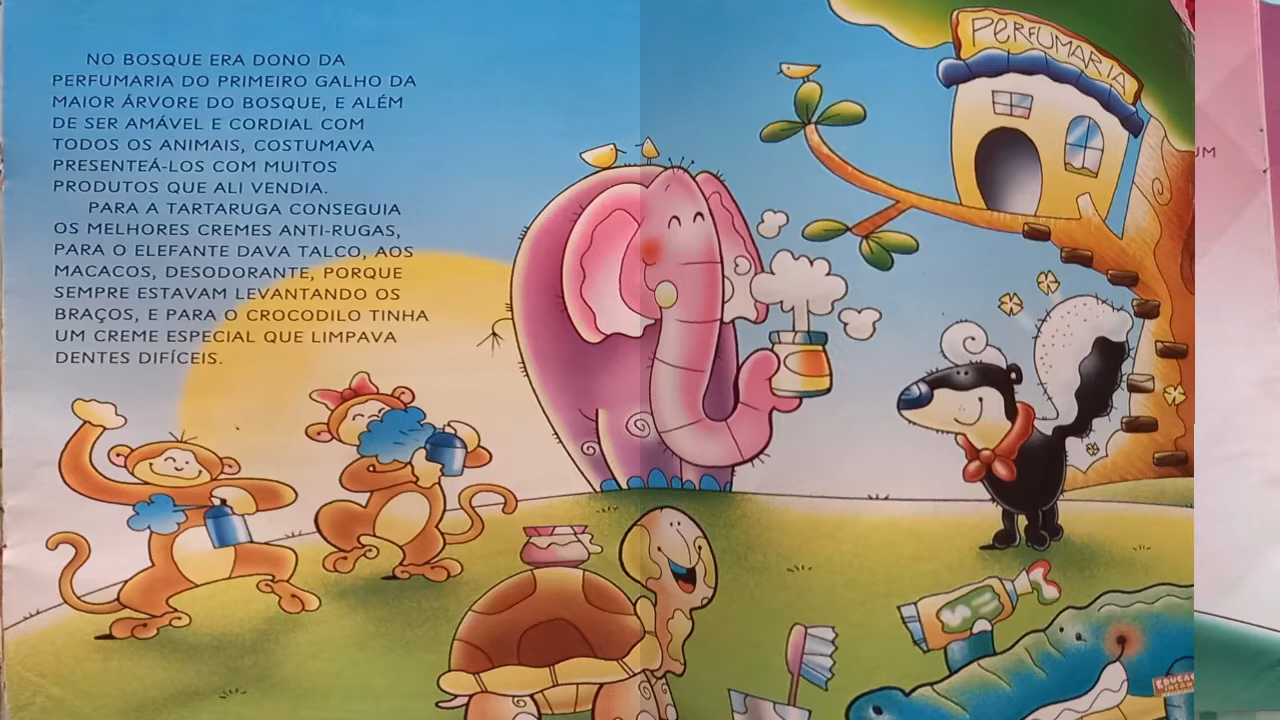 NO BOSQUE ERA DONO DA
PERFUMARIA DO PRIMEIRO GALHO DA
MAIOR ÁRVORE DO BOSQUE, E ALÉM
DE SER AMÁVEL E CORDIAL COM
TODOS OS ANIMAIS, COSTUMAVA
PRESENTEÁ-LOS COM MUITOS
PRODUTOS QUE ALI VENDIA.
PARA A TARTARUGA CONSEGUIA
OS MELHORES CREMES ANTI-RUGAS,
PARA O ELEFANTE DAVA TALCO, AOS
MACACOS, DESODORANTE, PORQUE
SEMPRE ESTAVAM LEVANTANDO OS
BRAÇOS, E PARA O CROCODILO TINHA
UM CREME ESPECIAL QUE LIMPAVA
DENTES DIFÍCEIS.
PERFUMARIA